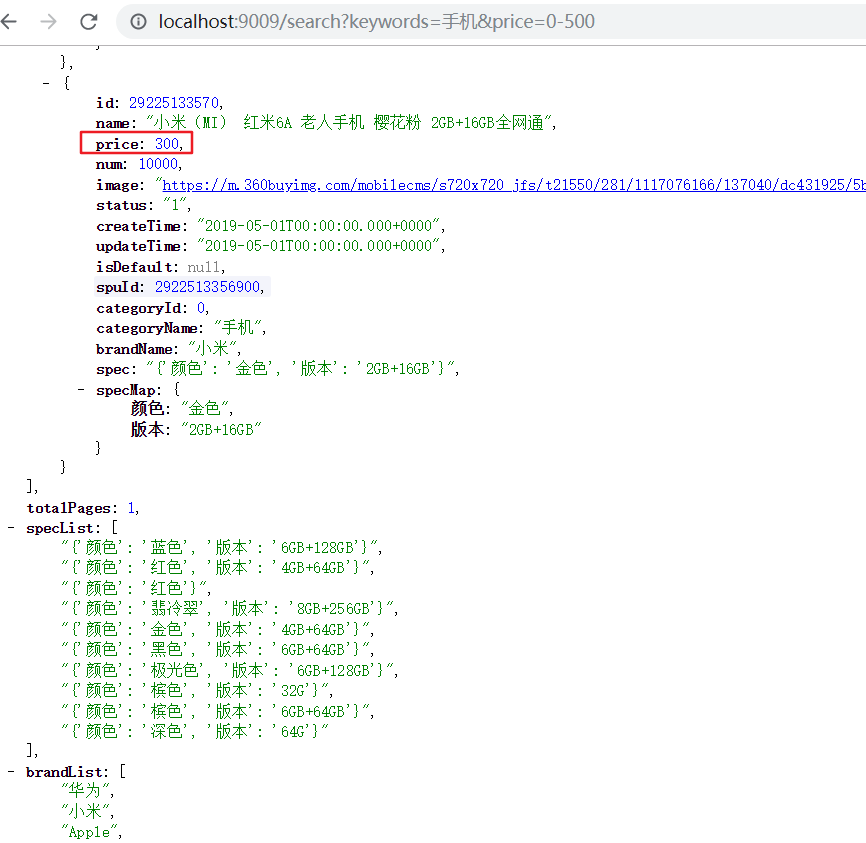 localhost:9009/search?keywords=手机&price=0-500
},
- {
id: 29225133570,
name: "小米（MI） 红米6A 老人手机 樱花粉 2GB+16GB全网通",
price: 300,
num: 10000,
image: "https://m.360buyimg.com/mobilecms/s720x720_jfs/t21550/281/1117076166/137040/dc431925/5b
status: "1",
createTime: "2019-05-01T00:00:00.000+0000",
updateTime: "2019-05-01T00:00:00.000+0000",
isDefault: null,
spuId: 2922513356900,
categoryId: 0,
categoryName: "手机",
brandName: "小米",
spec: "{'颜色': '金色', '版本': '2GB+16GB'}",
- specMap: {
颜色: "金色",
版本: "2GB+16GB"
}
}
],
totalPages: 1,
- specList: [
"{'颜色': '蓝色', '版本': '6GB+128GB'}",
"{'颜色': '红色', '版本': '4GB+64GB'}",
"{'颜色': '红色'}",
"{'颜色': '翡冷翠', '版本': '8GB+256GB'}",
"{'颜色': '金色', '版本': '4GB+64GB'}",
"{'颜色': '黑色', '版本': '6GB+64GB'}",
"{'颜色': '极光色', '版本': '6GB+128GB'}",
"{'颜色': '槟色', '版本': '32G'}",
"{'颜色': '槟色', '版本': '6GB+64GB'}",
"{'颜色': '深色', '版本': '64G'}"
],
- brandList: [
"华为",
"小米",
"Apple",